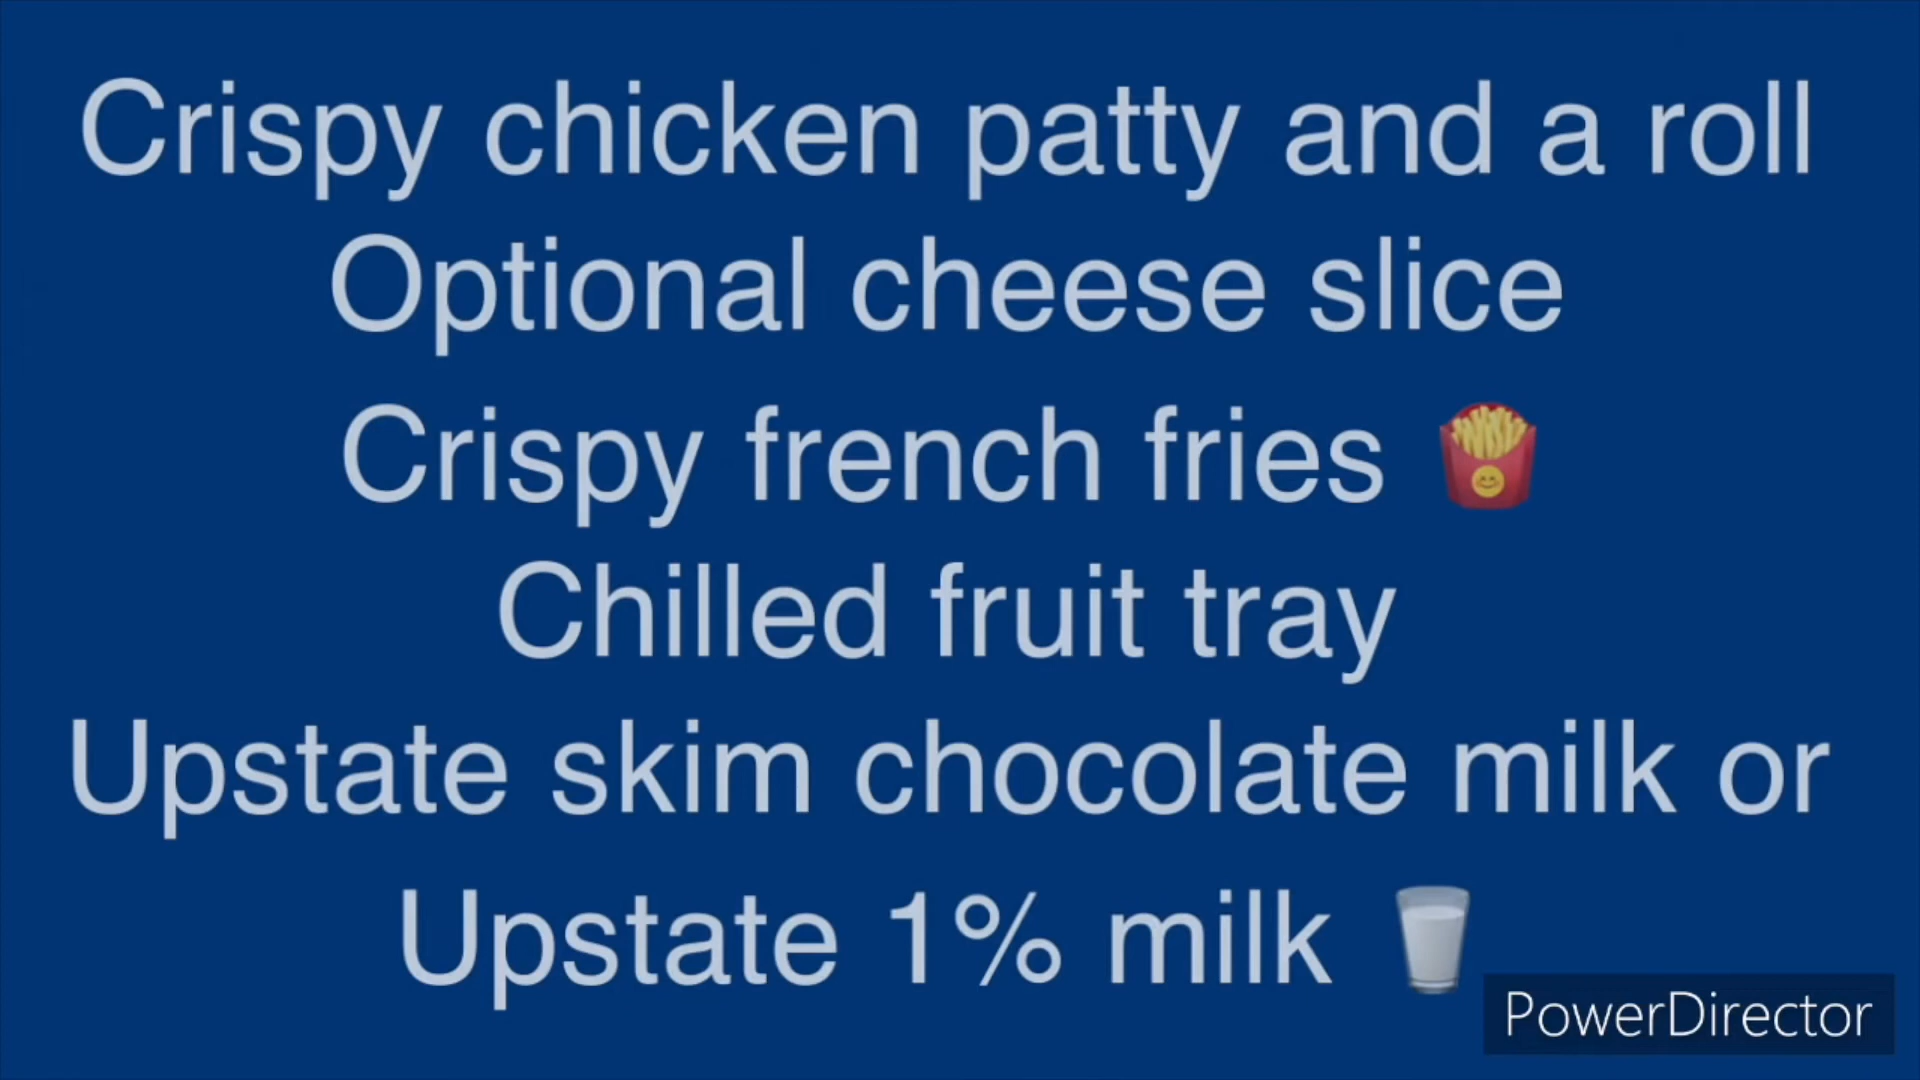 Crispy chicken patty and a roll
Optional cheese slice
Crispy french fries 🍟
Chilled fruit tray
Upstate skim chocolate milk or
Upstate 1% milk 🥛
PowerDirector